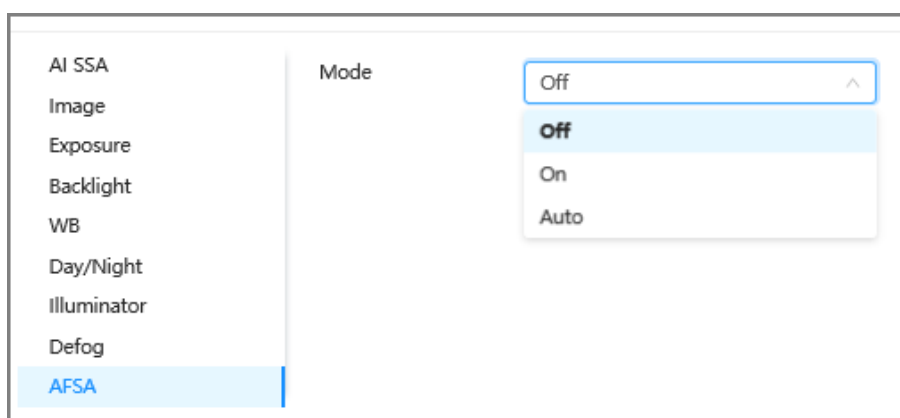 AI SSA
Image
Exposure
Backlight
WB
Day/Night
Illuminator
Defog
AFSA
Mode
Off
Off
On
Auto